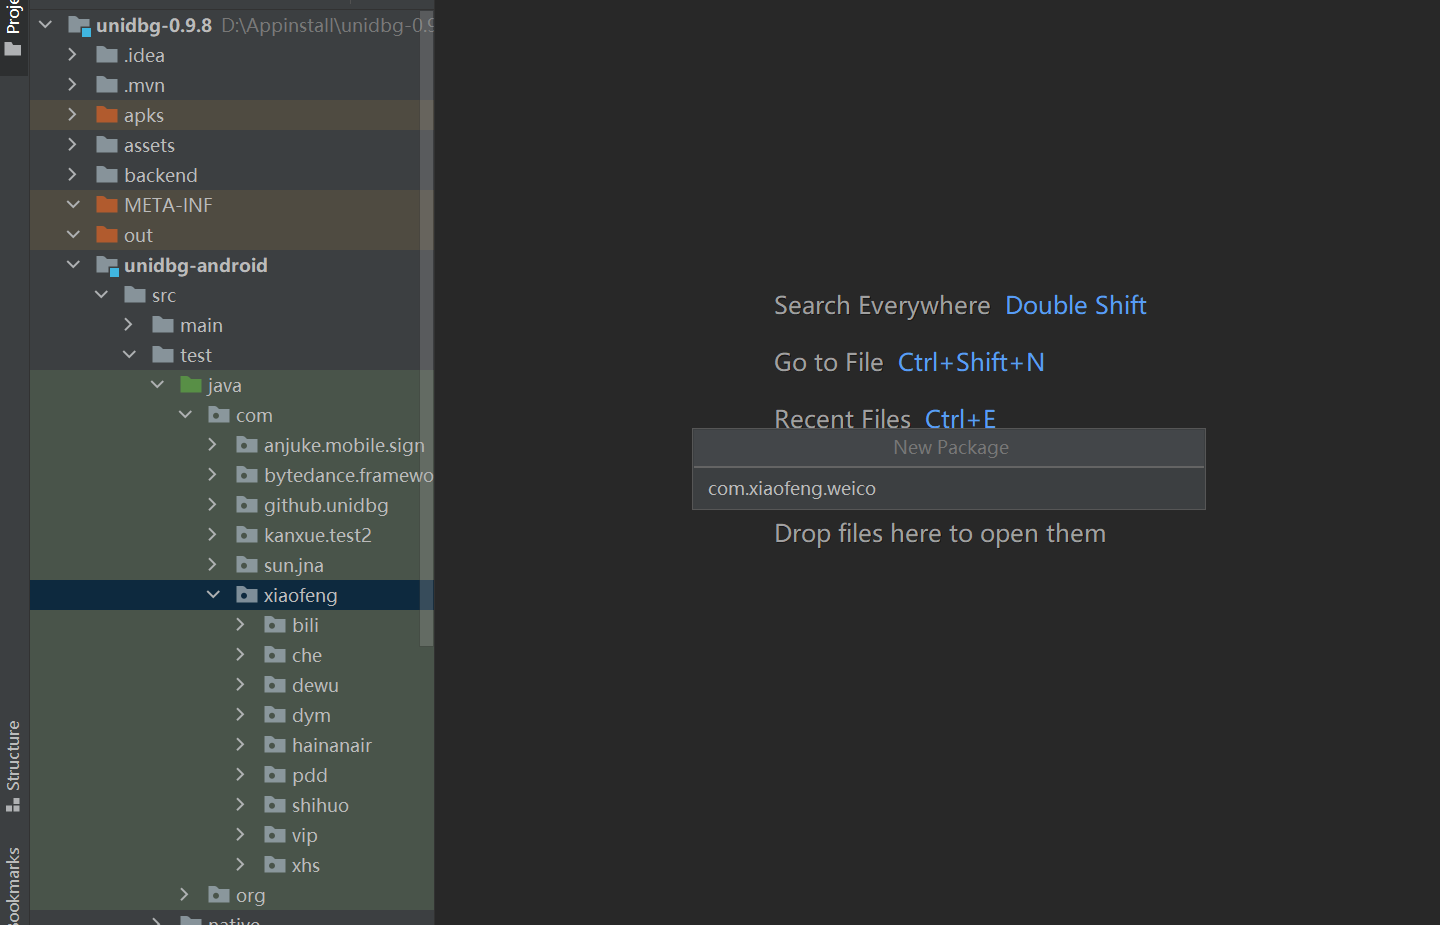 Proje
unidbg-0.9.8 D:\Appinstall\unidbg-0.9
.idea
.mvn
apks
assets
backend
META-INF
out
unidbg-android
src
main
test
java
com
anjuke.mobile.sign
bytedance.framewo
github.unidbg
kanxue.test2
sun.jna
xiaofeng
bili
che
dewu
dym
hainanair
pdd
shihuo
vip
xhs
org
native
Structure
ookmarks
Search Everywhere Double Shift
Go to File Ctrl+Shift+N
Recent Files Ctrl+E
New Package
com.xiaofeng.weico
Drop files here to open them